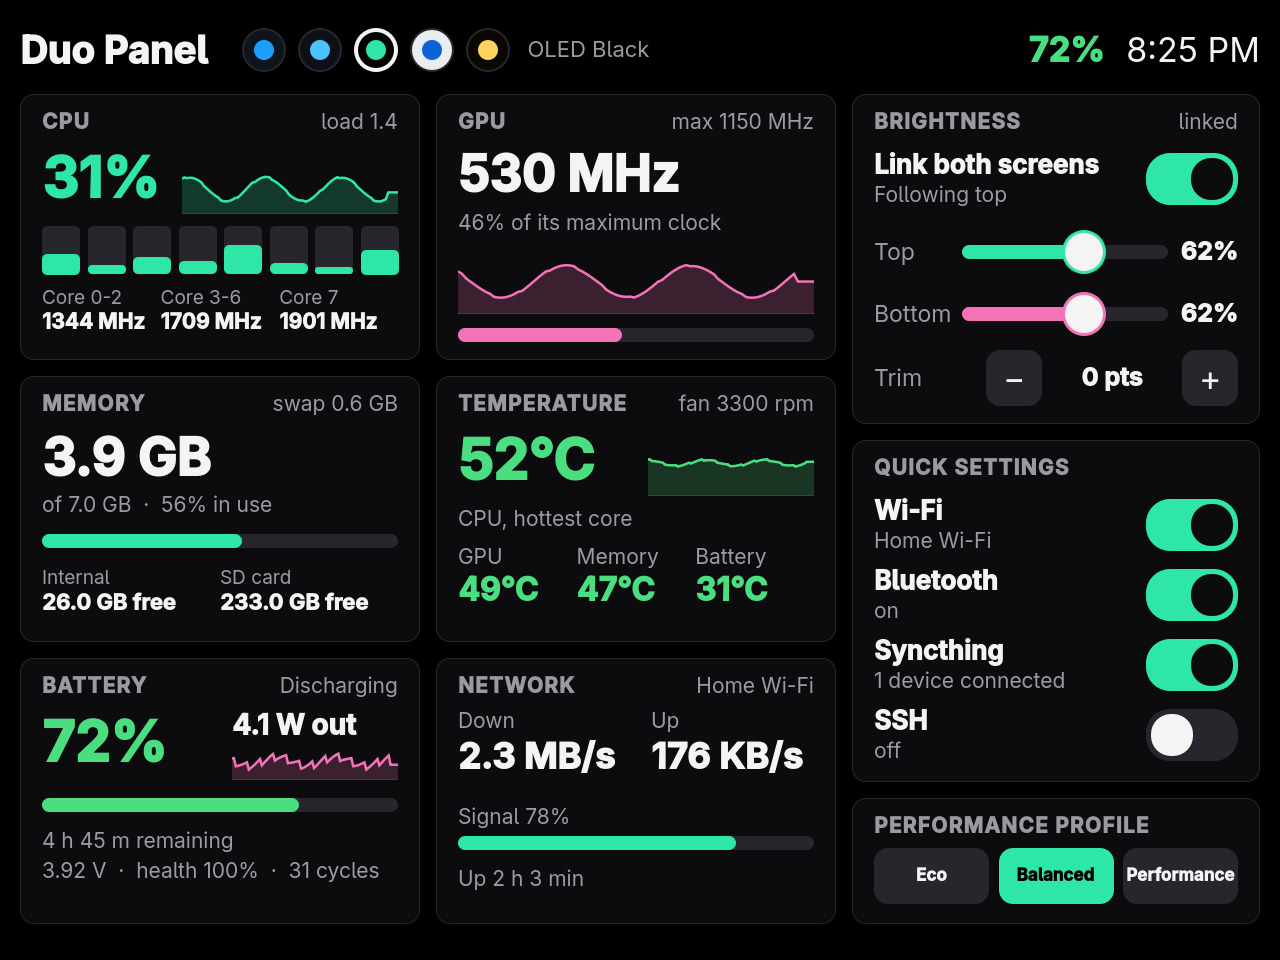 Duo Panel
OLED Black
72% 8:25 PM
CPU
load 1.4
31%
Core 0-2
Core 3-6
Core 7
1344 MHz
1709 MHz
1901 MHz
GPU
max 1150 MHz
530 MHz
46% of its maximum clock
BRIGHTNESS
linked
Link both screens
Following top
Top
62%
Bottom
62%
Trim
−
0 pts
+
MEMORY
swap 0.6 GB
3.9 GB
of 7.0 GB · 56% in use
Internal
SD card
26.0 GB free
233.0 GB free
TEMPERATURE
fan 3300 rpm
52°C
CPU, hottest core
GPU
Memory
Battery
49°C
47°C
31°C
QUICK SETTINGS
Wi-Fi
Home Wi-Fi
Bluetooth
on
Syncthing
1 device connected
SSH
off
BATTERY
Discharging
72%
4.1 W out
4 h 45 m remaining
3.92 V · health 100% · 31 cycles
NETWORK
Home Wi-Fi
Down
Up
2.3 MB/s
176 KB/s
Signal 78%
Up 2 h 3 min
PERFORMANCE PROFILE
Eco
Balanced
Performance